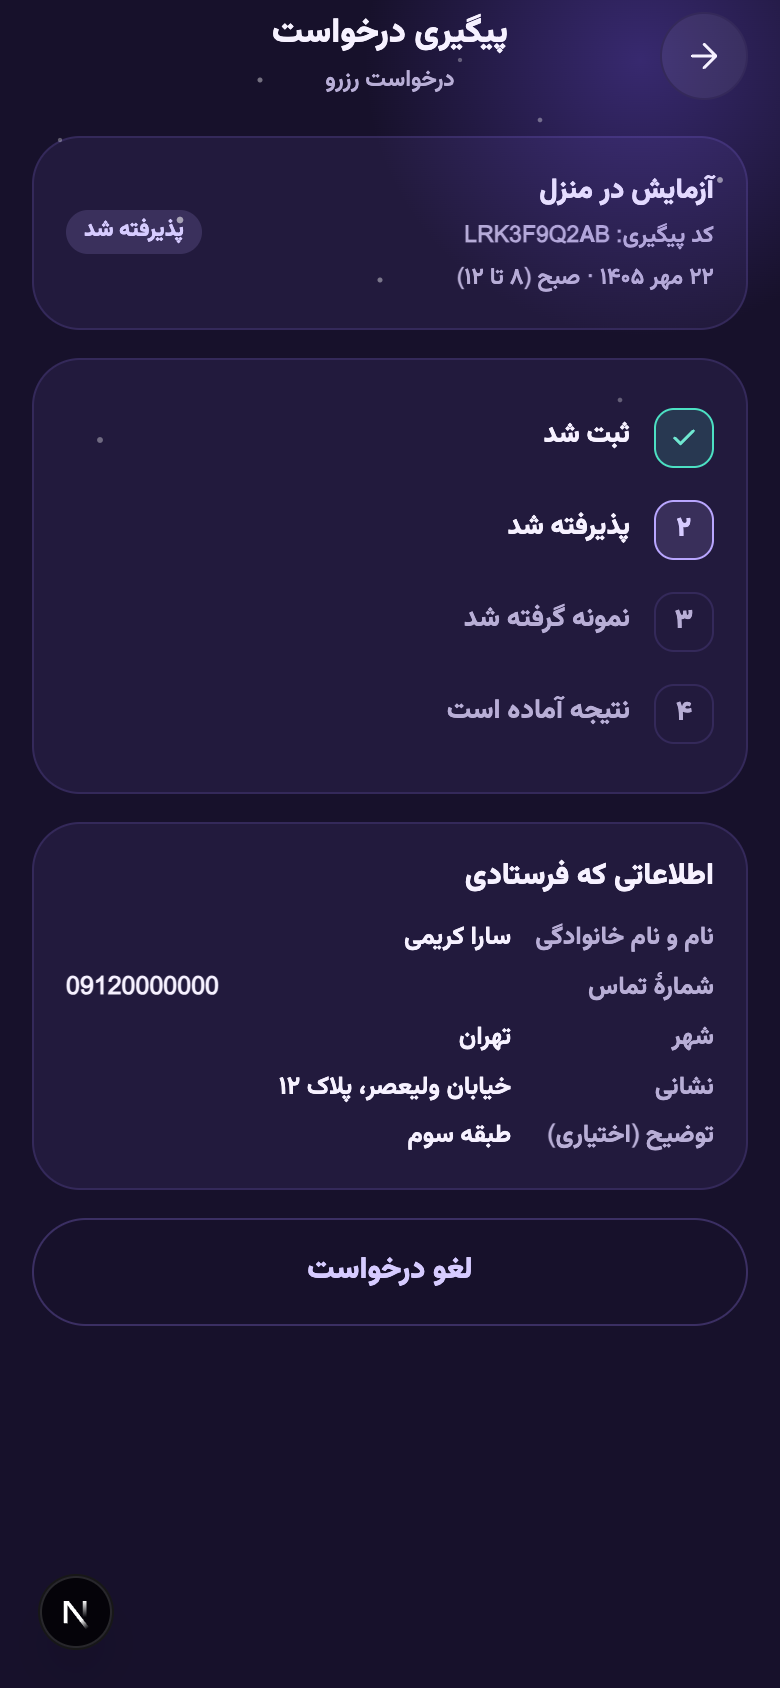 پیگیری درخواست
درخواست رزرو
آزمایش در منزل
کد پیگیری: LRK3F9Q2AB
۲۲ مهر ۱۴۰۵ · صبح (۸ تا ۱۲)
پذیرفته شد
ثبت شد
۲ پذیرفته شد
۳ نمونه گرفته شد
۴ نتیجه آماده است
اطلاعاتی که فرستادی
نام و نام خانوادگی سارا کریمی
شمارهٔ تماس 09120000000
شهر تهران
نشانی خیابان ولیعصر، پلاک ۱۲
توضیح (اختیاری) طبقه سوم
لغو درخواست
N